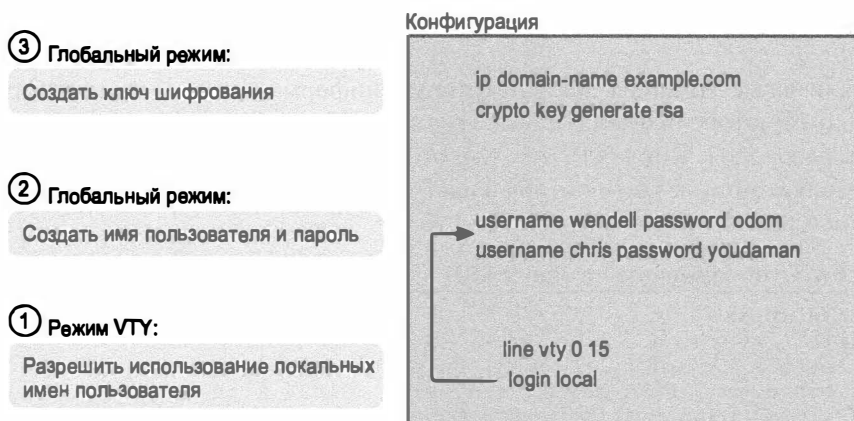 Конфигурация
③ Глобальный режим:
Создать ключ шифрования
ip domain-name example.com
crypto key generate rsa
② Глобальный режим:
Создать имя пользователя и пароль
username wendell password odom
username chris password youdaman
① Режим VTY:
Разрешить использование локальных
имен пользователя
line vty 0 15
login local